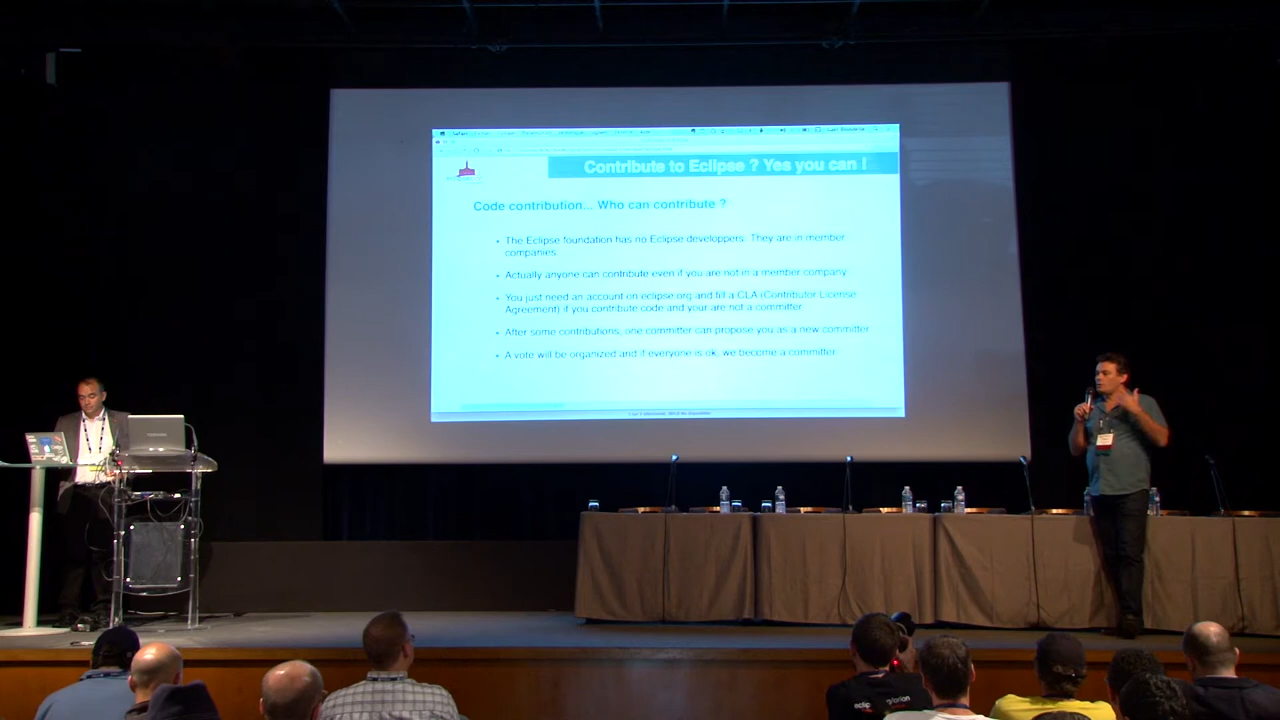 Safari
Contribute to Eclipse ? Yes you can !
Code contribution... Who can contribute ?
• The Eclipse foundation has no Eclipse developpers. They are in member
companies.
• Actually anyone can contribute even if you are not in a member company.
• You just need an account on eclipse.org and fill a CLA (Contributor License
Agreement) if you contribute code and your are not a committer.
• After some contributions, one committer can propose you as a new committer
• A vote will be organized and if everyone is ok, we become a committer.
TOSHIBA